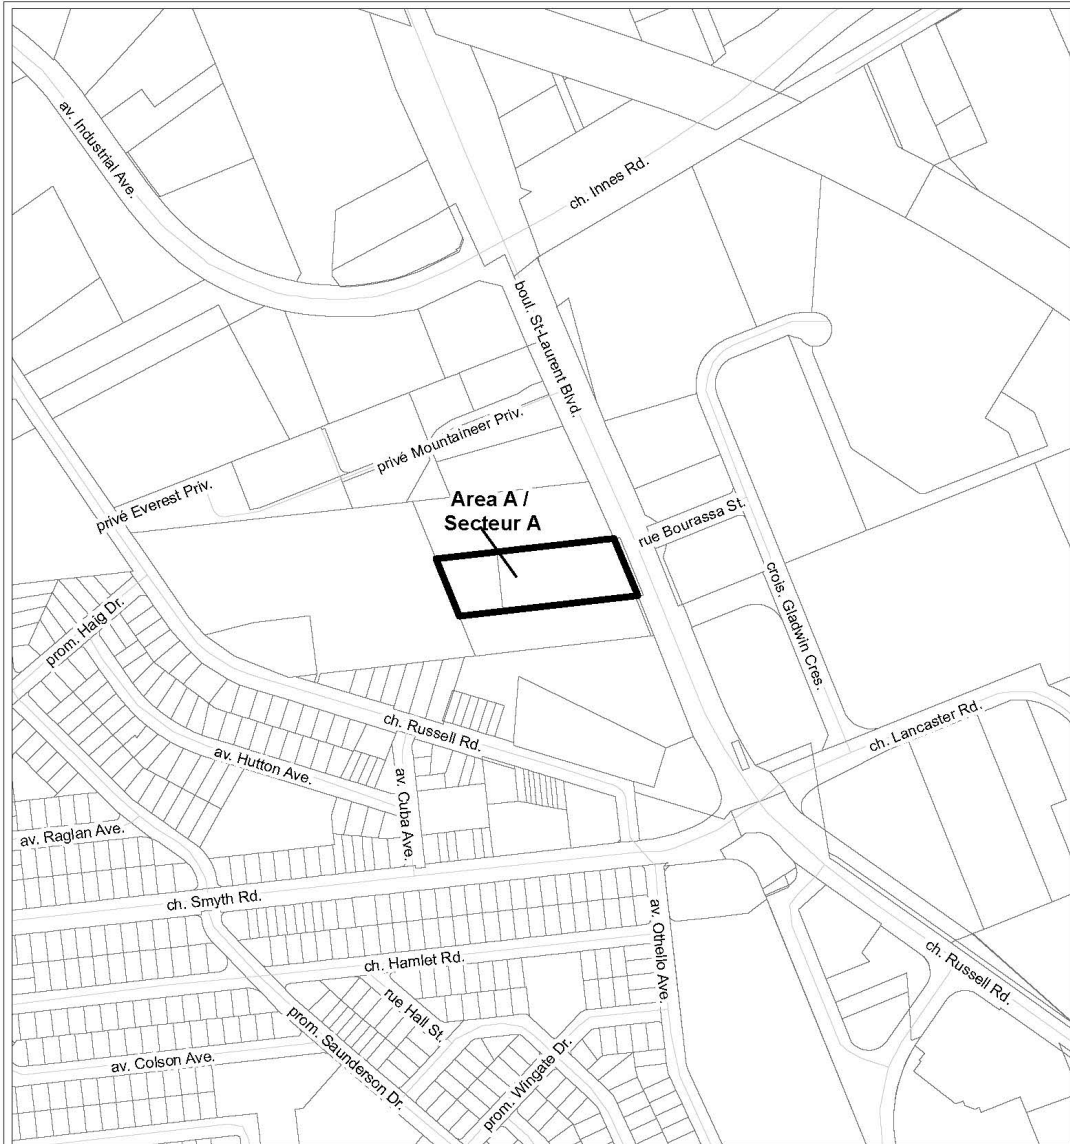 av. Industrial Ave.
ch. Innes Rd.
boul. St-Laurent Blvd.
privé Mountaineer Priv.
privé Everest Priv.
Area A /
Secteur A
rue Bourassa St.
crois. Gladwin Cres.
prom. Haig Dr.
ch. Russell Rd.
ch. Lancaster Rd.
av. Hutton Ave.
av. Cuba Ave.
av. Raglan Ave.
ch. Smyth Rd.
av. Othello Ave.
ch. Hamlet Rd.
ch. Russell Rd.
rue Hall St.
prom. Saunderson Dr.
av. Colson Ave.
prom. Wingate Dr.